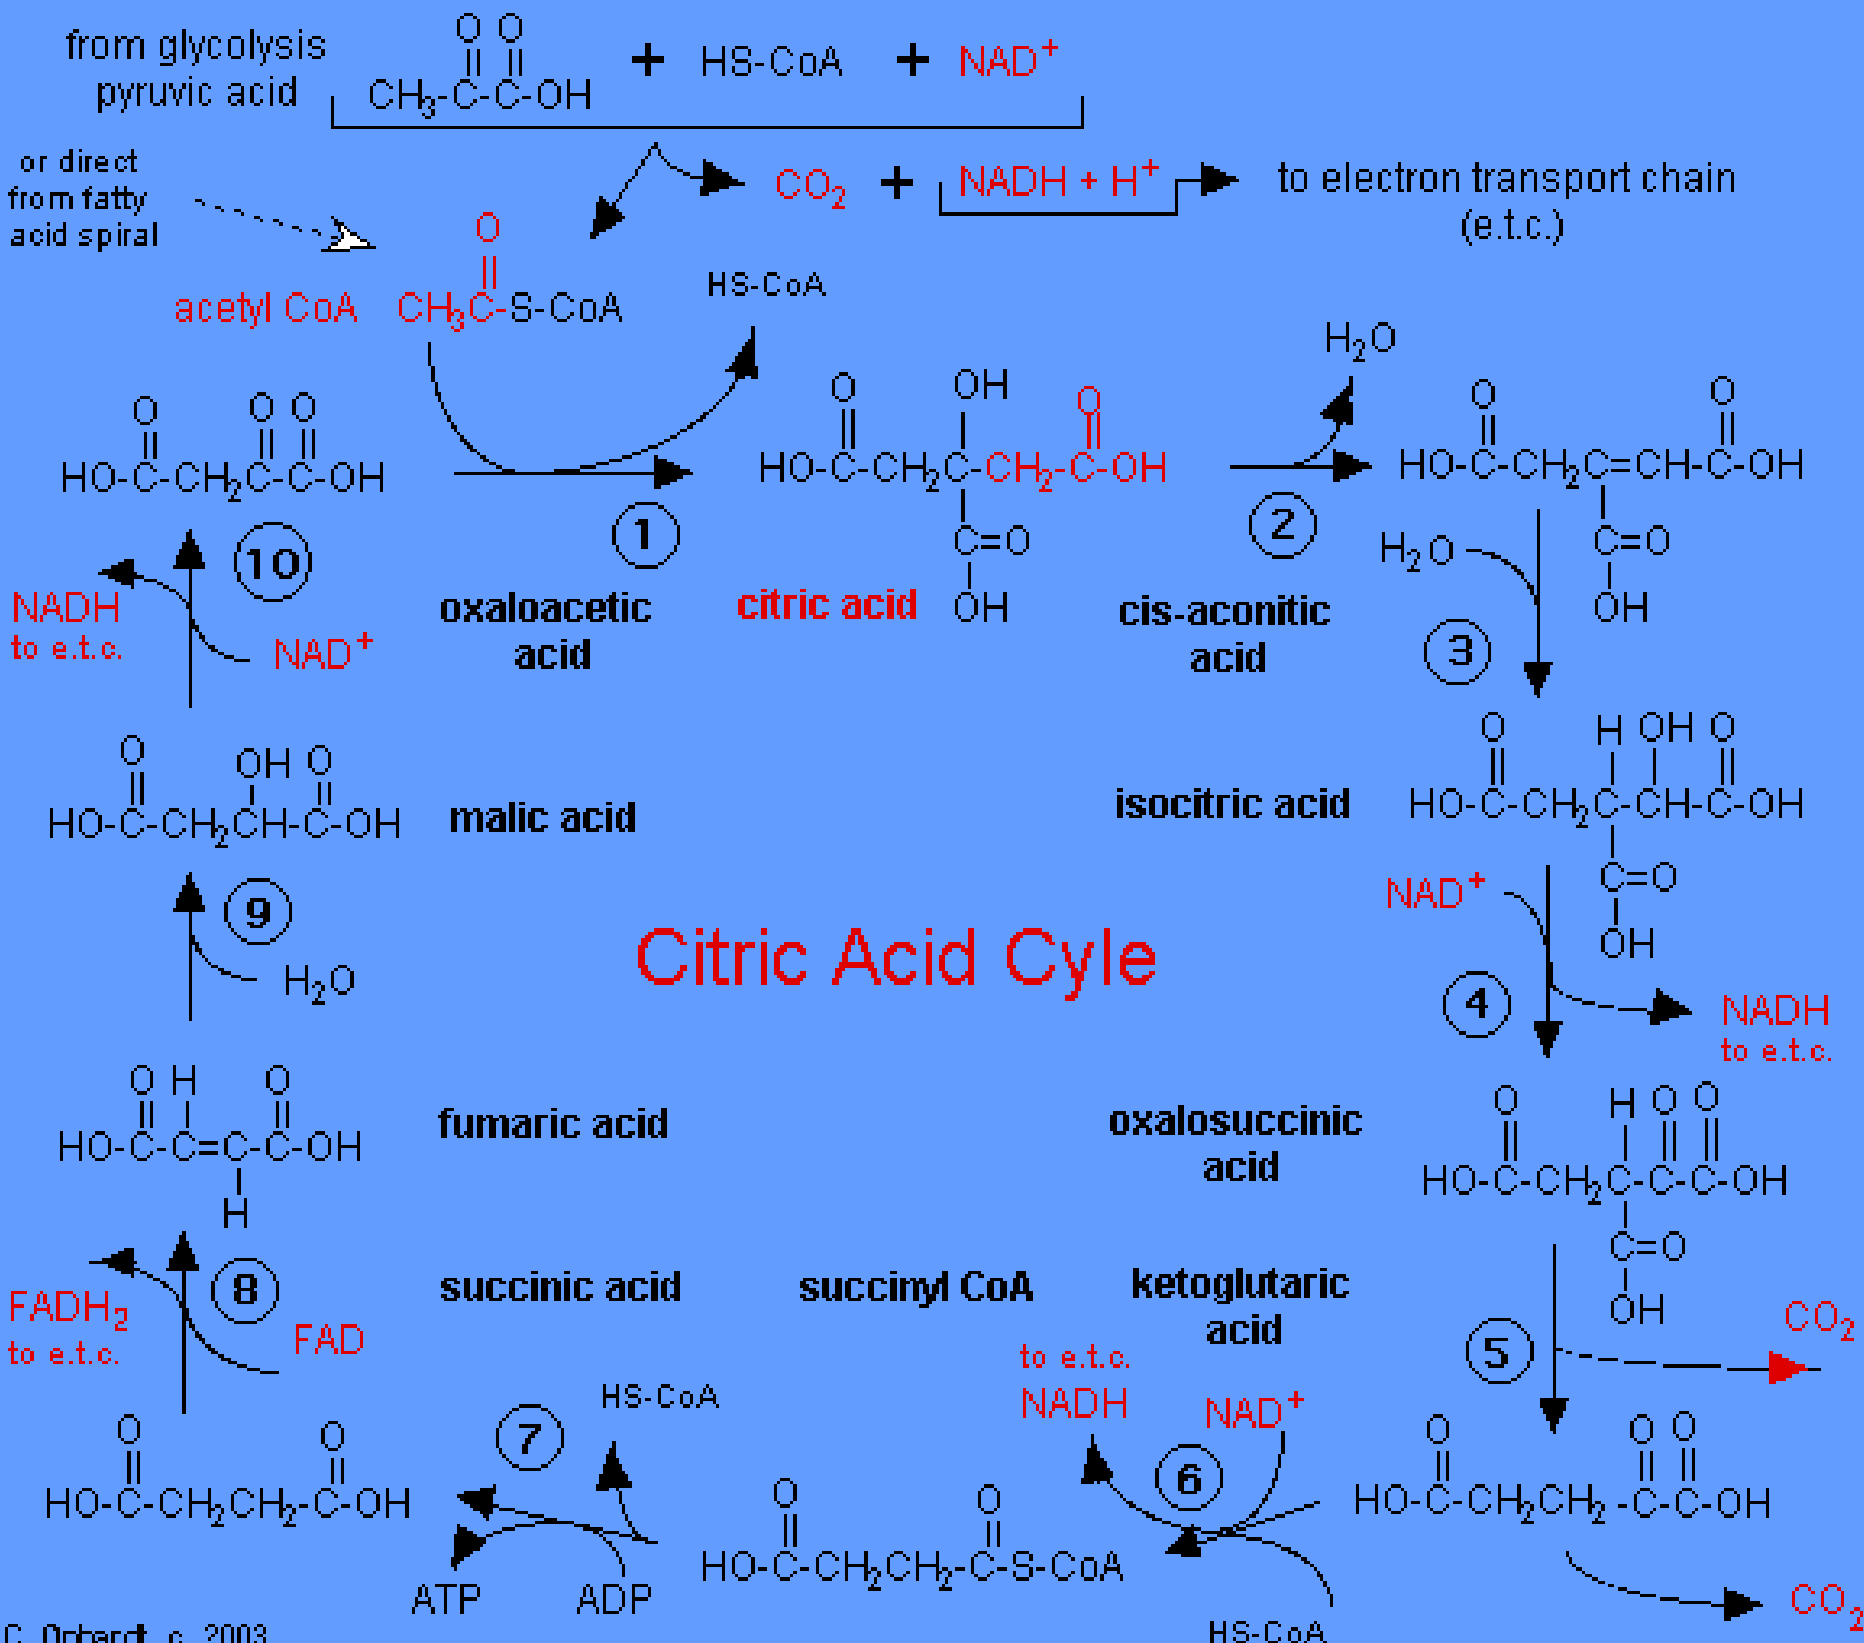 from glycolysis
pyruvic acid
O O
CH3-C-C-OH + HS-CoA + NAD+
or direct
from fatty
acid spiral
CO2 + NADH + H+
to electron transport chain
(e.t.c.)
O
acetyl CoA CH3C-S-CoA
HS-CoA
H2O
O O O
HO-C-CH2C-C-OH
O OH O
HO-C-CH2C-CH2-C-OH
C=O
OH
O O
HO-C-CH2C=CH-C-OH
C=O
OH
1
2
10
H2O
3
NADH
to e.t.c.
NAD+
oxaloacetic
acid
citric acid
cis-aconitic
acid
O OH O
HO-C-CH2CH-C-OH
malic acid
isocitric acid
O H OH O
HO-C-CH2C-CH-C-OH
C=O
OH
9
H2O
Citric Acid Cyle
NAD+
4
NADH
to e.t.c.
O H O
HO-C-C=C-C-OH
H
fumaric acid
oxalosuccinic
acid
O H O O
HO-C-CH2C-C-C-OH
C=O
OH
8
FADH2
to e.t.c.
FAD
succinic acid
succinyl CoA
ketoglutaric
acid
5
CO2
to e.t.c.
NADH
NAD+
HS-CoA
7
6
O O
HO-C-CH2CH2-C-OH
O O
HO-C-CH2CH2-C-S-CoA
O O O
HO-C-CH2CH2-C-C-OH
ATP
ADP
HS-CoA
CO2
C. Ophardt, c. 2003